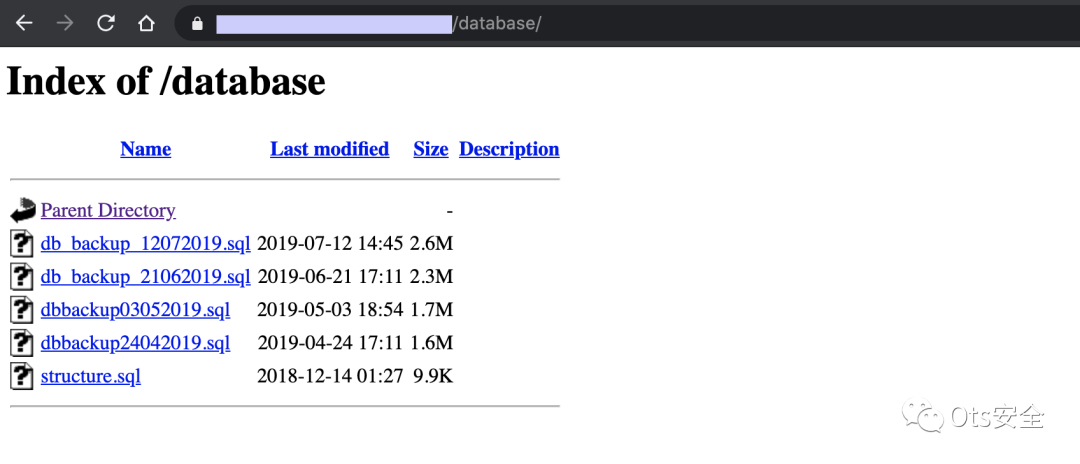 /database/
Index of /database
Name Last modified Size Description
Parent Directory -
db_backup_12072019.sql 2019-07-12 14:45 2.6M
db_backup_21062019.sql 2019-06-21 17:11 2.3M
dbbackup03052019.sql 2019-05-03 18:54 1.7M
dbbackup24042019.sql 2019-04-24 17:11 1.6M
structure.sql 2018-12-14 01:27 9.9K
Ots安全